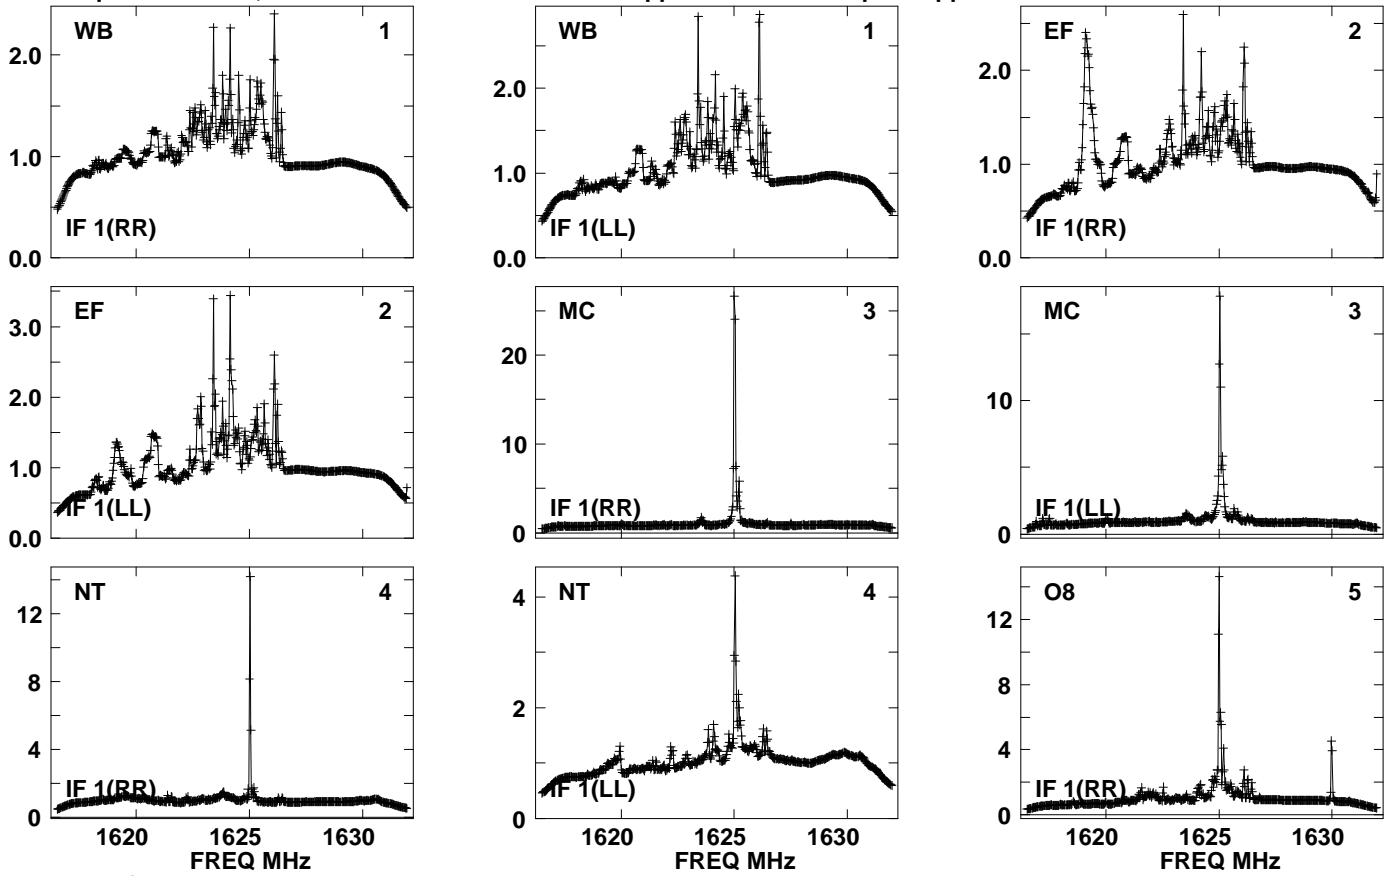 WB 1
2.0
1.0
0.0
IF 1(RR)
WB 1
2.0
1.0
0.0
IF 1(LL)
EF 2
2.0
1.0
0.0
IF 1(RR)
EF 2
3.0
2.0
1.0
0.0
IF 1(LL)
MC 3
20
10
0
IF 1(RR)
MC 3
10
0
IF 1(LL)
NT 4
12
8
4
0
IF 1(RR)
1620 1625 1630
FREQ MHz
NT 4
4
2
0
IF 1(LL)
1620 1625 1630
FREQ MHz
O8 5
12
8
4
0
IF 1(RR)
1620 1625 1630
FREQ MHz